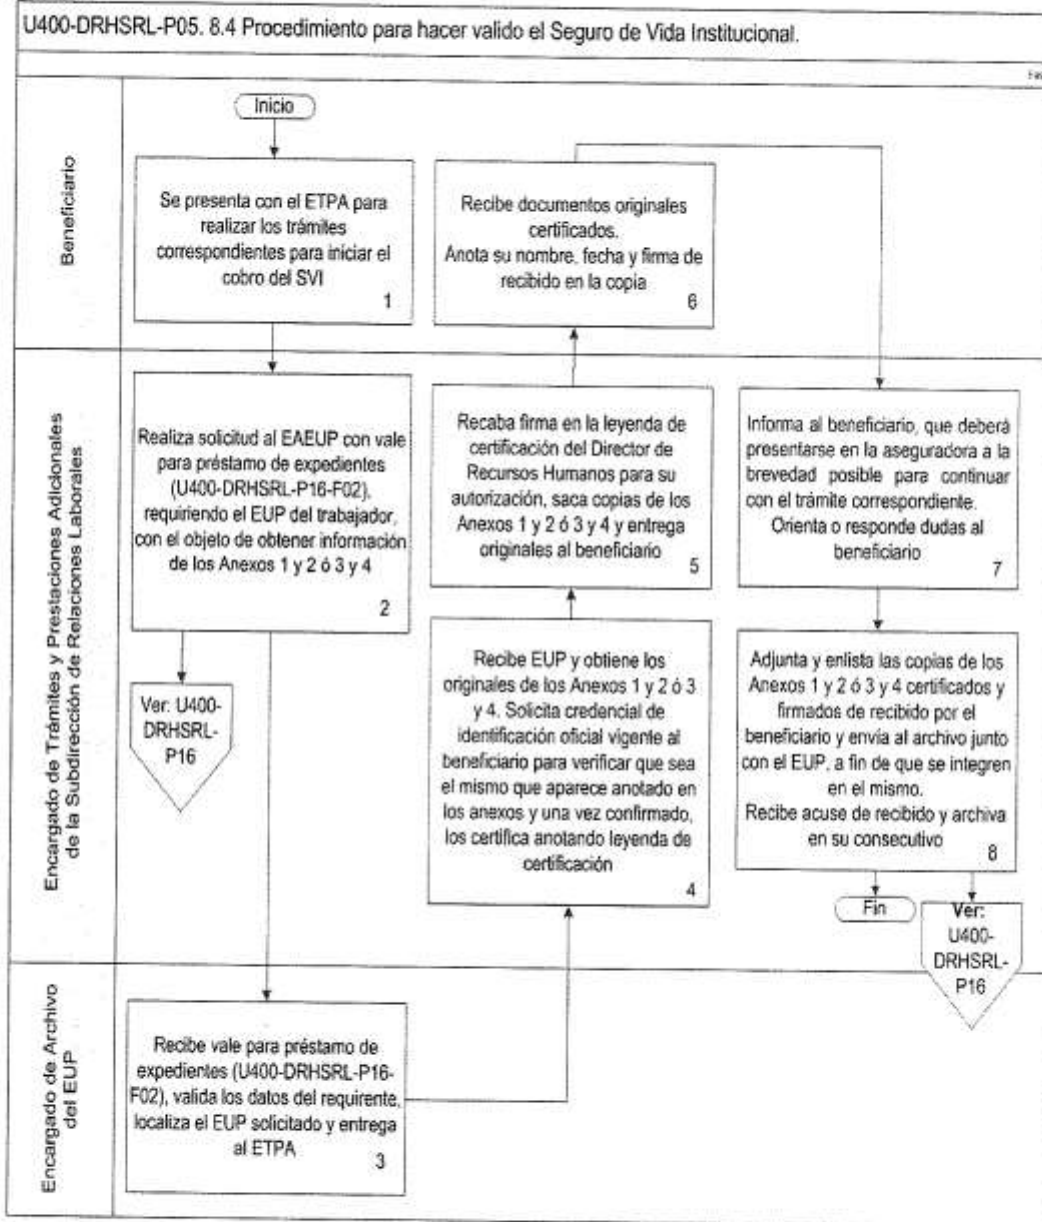 U400-DRHSRL-P05. 8.4 Procedimiento para hacer valido el Seguro de Vida Institucional.
Beneficiario
Inicio
Se presenta con el ETPA para
realizar los trámites
correspondientes para iniciar el
cobro del SVI
1
Encargado de Trámites y Prestaciones Adicionales
de la Subdirección de Relaciones Laborales
Realiza solicitud al EAEUP con vale
para préstamo de expedientes
(U400-DRHSRL-P16-F02),
requiriendo el EUP del trabajador,
con el objeto de obtener información
de los Anexos 1 y 2 ó 3 y 4
2
Ver: U400-
DRHSRL-
P16
Encargado de Archivo
del EUP
Recibe vale para préstamo de
expedientes (U400-DRHSRL-P16-
F02), valida los datos del requirente,
localiza el EUP solicitado y entrega
al ETPA
3
Recibe EUP y obtiene los
originales de los Anexos 1 y 2 ó 3
y 4. Solicita credencial de
identificación oficial vigente al
beneficiario para verificar que sea
el mismo que aparece anotado en
los anexos y una vez confirmado,
los certifica anotando leyenda de
certificación
4
Recaba firma en la leyenda de
certificación del Director de
Recursos Humanos para su
autorización, saca copias de los
Anexos 1 y 2 ó 3 y 4 y entrega
originales al beneficiario
5
Recibe documentos originales
certificados.
Anota su nombre, fecha y firma de
recibido en la copia
6
Informa al beneficiario, que deberá
presentarse en la aseguradora a la
brevedad posible para continuar
con el trámite correspondiente.
Orienta o responde dudas al
beneficiario
7
Adjunta y enlista las copias de los
Anexos 1 y 2 ó 3 y 4 certificados y
firmados de recibido por el
beneficiario y envía al archivo junto
con el EUP, a fin de que se integren
en el mismo.
Recibe acuse de recibido y archiva
en su consecutivo
8
Fin
Ver:
U400-
DRHSRL-
P16